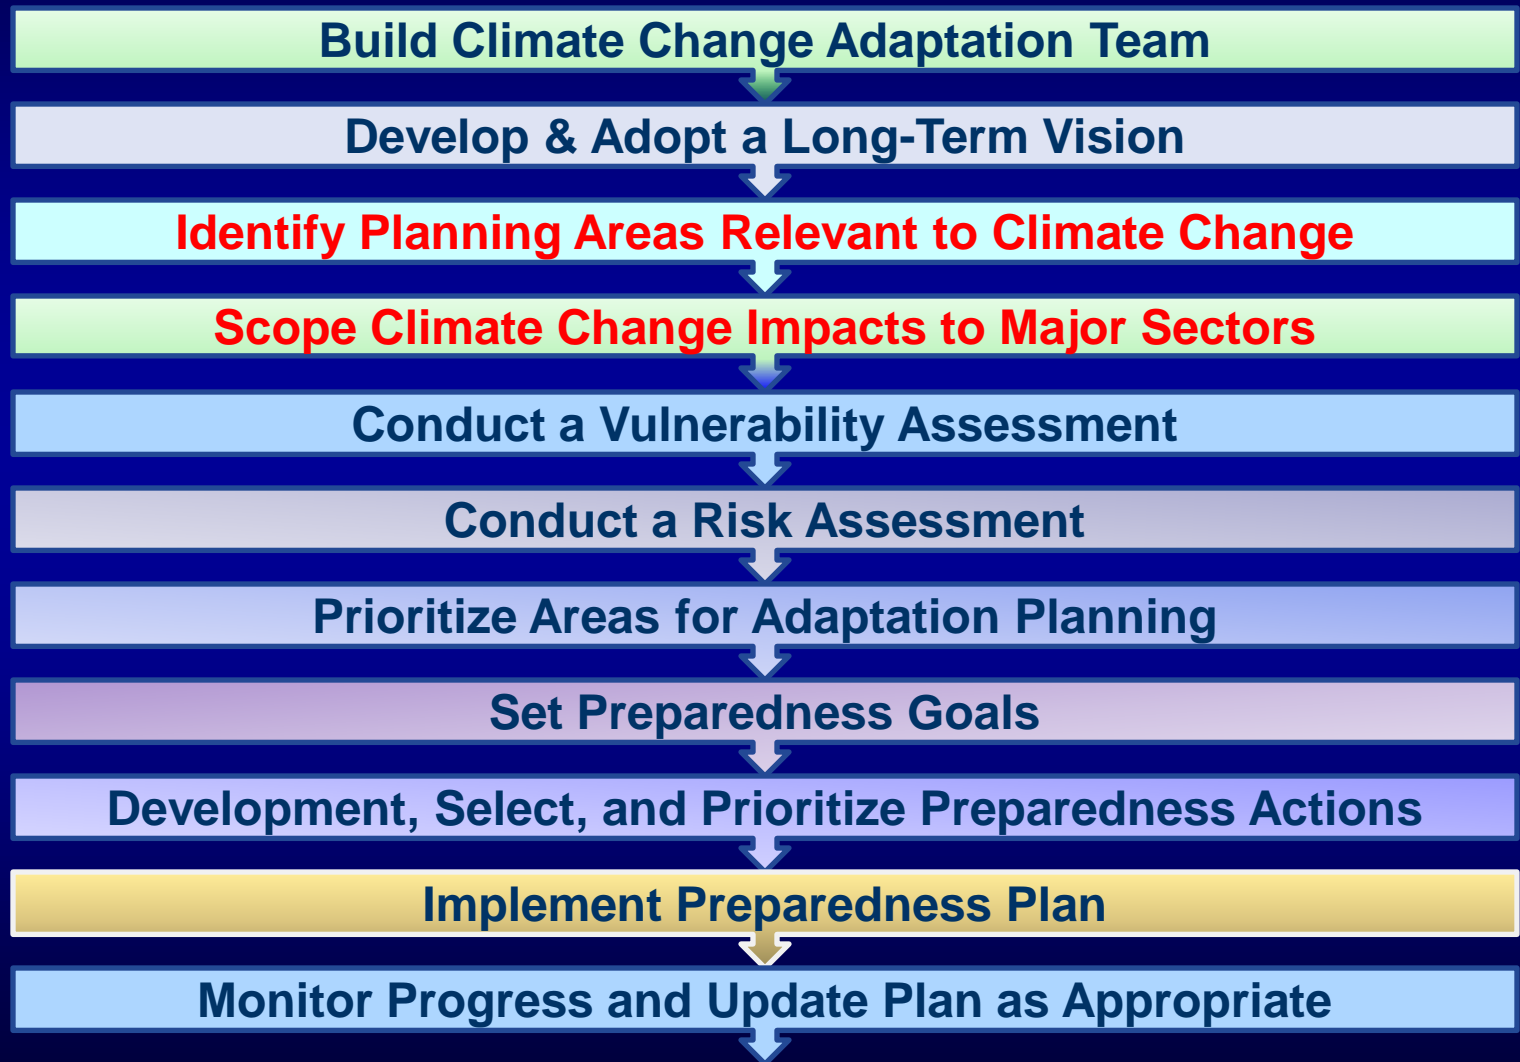 Build Climate Change Adaptation Team
Develop & Adopt a Long-Term Vision
Identify Planning Areas Relevant to Climate Change
Scope Climate Change Impacts to Major Sectors
Conduct a Vulnerability Assessment
Conduct a Risk Assessment
Prioritize Areas for Adaptation Planning
Set Preparedness Goals
Development, Select, and Prioritize Preparedness Actions
Implement Preparedness Plan
Monitor Progress and Update Plan as Appropriate